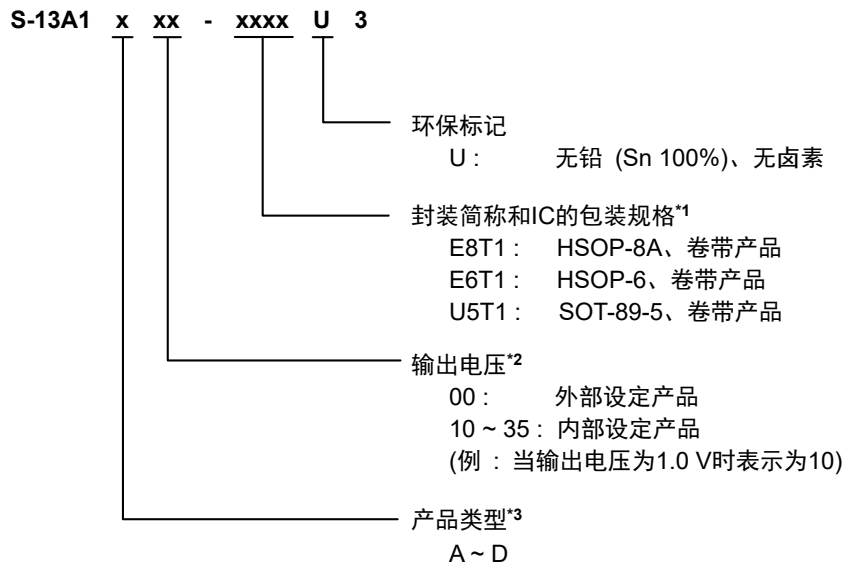 S-13A1 x xx - xxxx U 3
环保标记
U : 无铅 (Sn 100%)、无卤素
封装简称和IC的包装规格*1
E8T1 : HSOP-8A、卷带产品
E6T1 : HSOP-6、卷带产品
U5T1 : SOT-89-5、卷带产品
输出电压*2
00 : 外部设定产品
10 ~ 35 : 内部设定产品
(例 : 当输出电压为1.0 V时表示为10)
产品类型*3
A ~ D